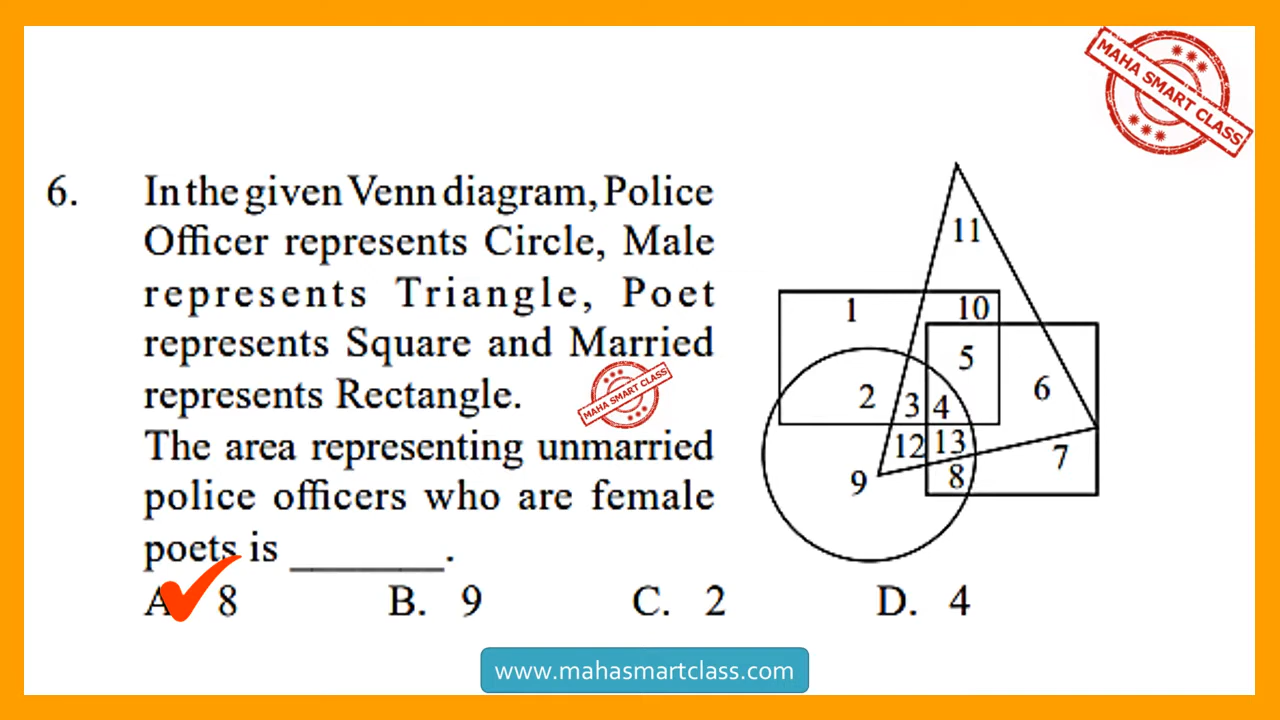 MAHA SMART CLASS
6. In the given Venn diagram, Police
Officer represents Circle, Male
represents Triangle, Poet
represents Square and Married
represents Rectangle.
MAHA SMART CLASS
The area representing unmarried
police officers who are female
poets is ________.
A. 8 B. 9 C. 2 D. 4
11
1 10
5
2 3 4 6
12 13
9 8 7
www.mahasmartclass.com